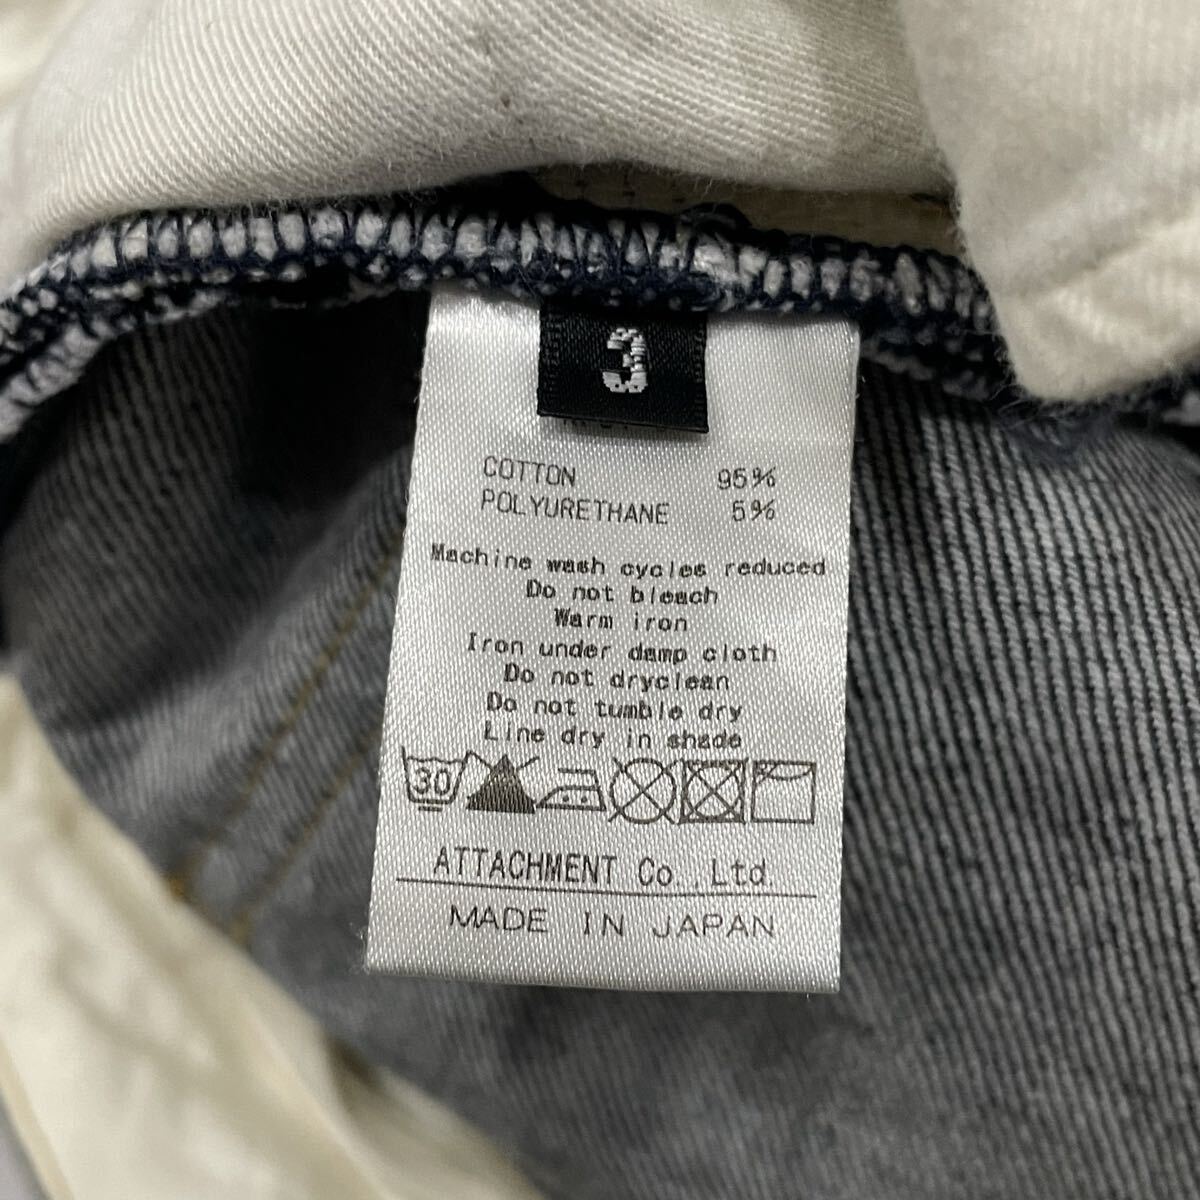 3
COTTON 95%
POLYURETHANE 5%
Machine wash cycles reduced
Do not bleach
Warm iron
Iron under damp cloth
Do not dryclean
Do not tumble dry
Line dry in shade
30
ATTACHMENT Co.,Ltd.
MADE IN JAPAN